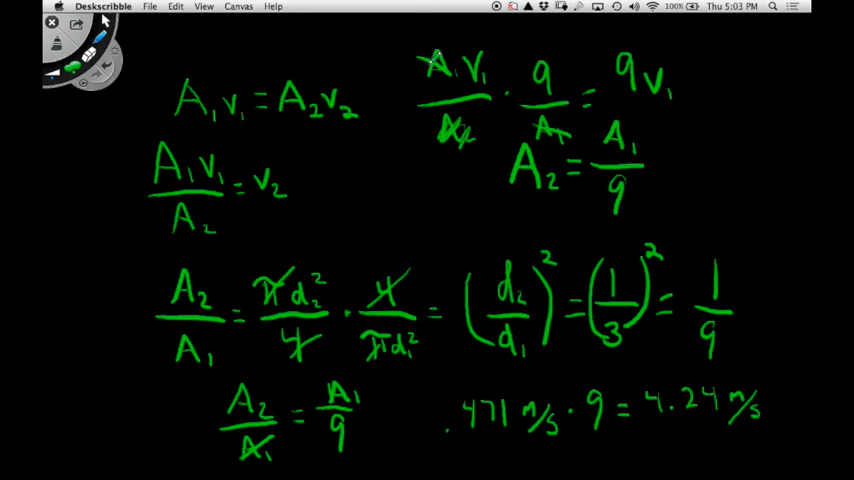 Deskscribble File Edit View Canvas Help 100% Thu 5:03 PM
A₁v₁ = A₂v₂
A₁v₁/A₂ = v₂
A₁v₁/A₂ · 9/A₁ = 9v₁
A₂ = A₁/9
A₂/A₁ = πd₂²/4 · 4/πd₁² = (d₂/d₁)² = (1/3)² = 1/9
A₂/A₁ = A₁/9
.471 m/s · 9 = 4.24 m/s